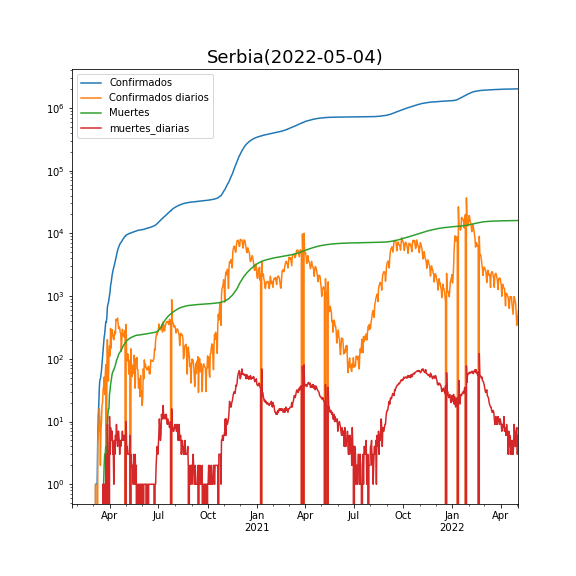 Serbia(2022-05-04)
Confirmados
Confirmados diarios
Muertes
muertes_diarias
10⁶
10⁵
10⁴
10³
10²
10¹
10⁰
Apr Jul Oct Jan Apr Jul Oct Jan Apr
2021 2022